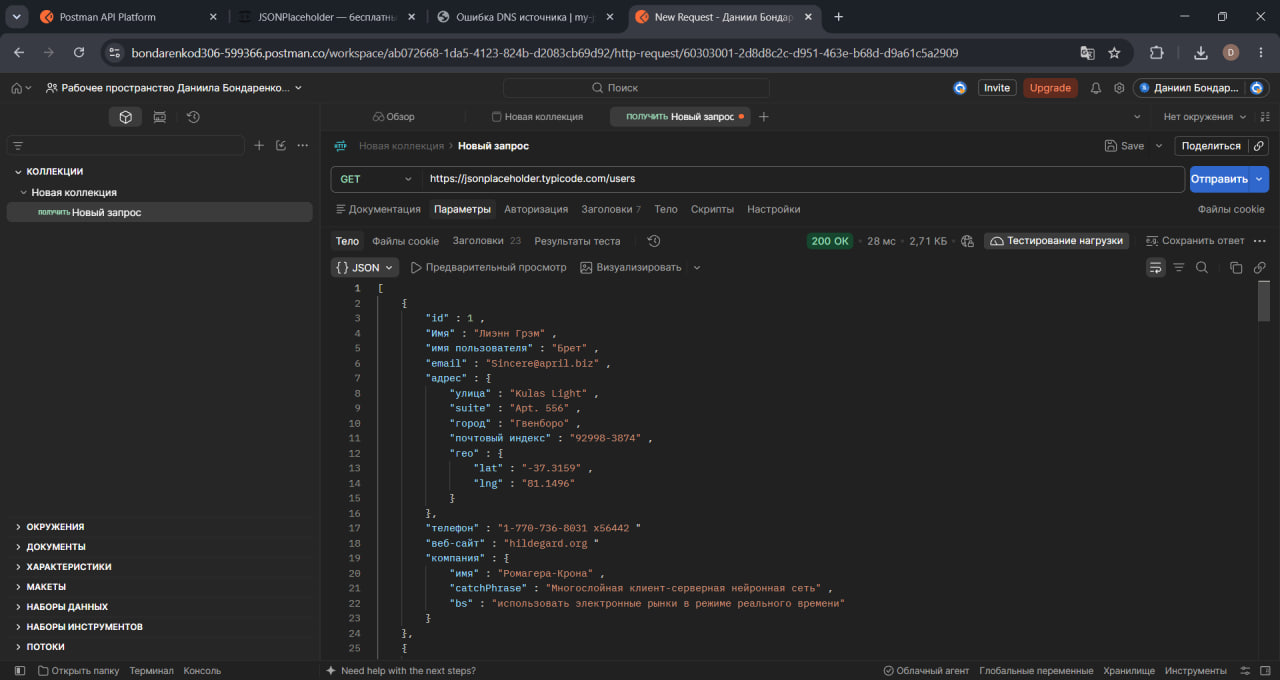 Postman API Platform
JSONPlaceholder — бесплатны
Ошибка DNS источника | my-j
New Request - Даниил Бондар
bondarenkod306-599366.postman.co/workspace/ab072668-1da5-4123-824b-d2083cb69d92/http-request/60303001-2d8d8c2c-d951-463e-b68d-d9a61c5a2909
D
Рабочее пространство Даниила Бондаренко...
Поиск
Invite
Upgrade
Даниил Бондар...
Обзор
Новая коллекция
ПОЛУЧИТЬ Новый запрос
Нет окружения
КОЛЛЕКЦИИ
Новая коллекция
ПОЛУЧИТЬ Новый запрос
HTTP Новая коллекция > Новый запрос
Save
Поделиться
GET
https://jsonplaceholder.typicode.com/users
Отправить
Документация Параметры Авторизация Заголовки 7 Тело Скрипты Настройки
Файлы cookie
Тело Файлы cookie Заголовки 23 Результаты теста
200 OK • 28 мс • 2,71 КБ
Тестирование нагрузки
e.g. Сохранить ответ
{} JSON
Предварительный просмотр
Визуализировать
1 [
2 {
3 "id" : 1 ,
4 "Имя" : "Лиэнн Грэм" ,
5 "имя пользователя" : "Брет" ,
6 "email" : "Sincere@april.biz" ,
7 "адрес" : {
8 "улица" : "Kulas Light" ,
9 "suite" : "Apt. 556" ,
10 "город" : "Гвенборо" ,
11 "почтовый индекс" : "92998-3874" ,
12 "гео" : {
13 "lat" : "-37.3159" ,
14 "lng" : "81.1496"
15 }
16 },
17 "телефон" : "1-770-736-8031 x56442 "
18 "веб-сайт" : "hildegard.org "
19 "компания" : {
20 "имя" : "Ромагера-Крона" ,
21 "catchPhrase" : "Многослойная клиент-серверная нейронная сеть" ,
22 "bs" : "использовать электронные рынки в режиме реального времени"
23 }
24 },
25 {
ОКРУЖЕНИЯ
ДОКУМЕНТЫ
ХАРАКТЕРИСТИКИ
МАКЕТЫ
НАБОРЫ ДАННЫХ
НАБОРЫ ИНСТРУМЕНТОВ
ПОТОКИ
Открыть папку Терминал Консоль
Need help with the next steps?
Облачный агент Глобальные переменные Хранилище Инструменты